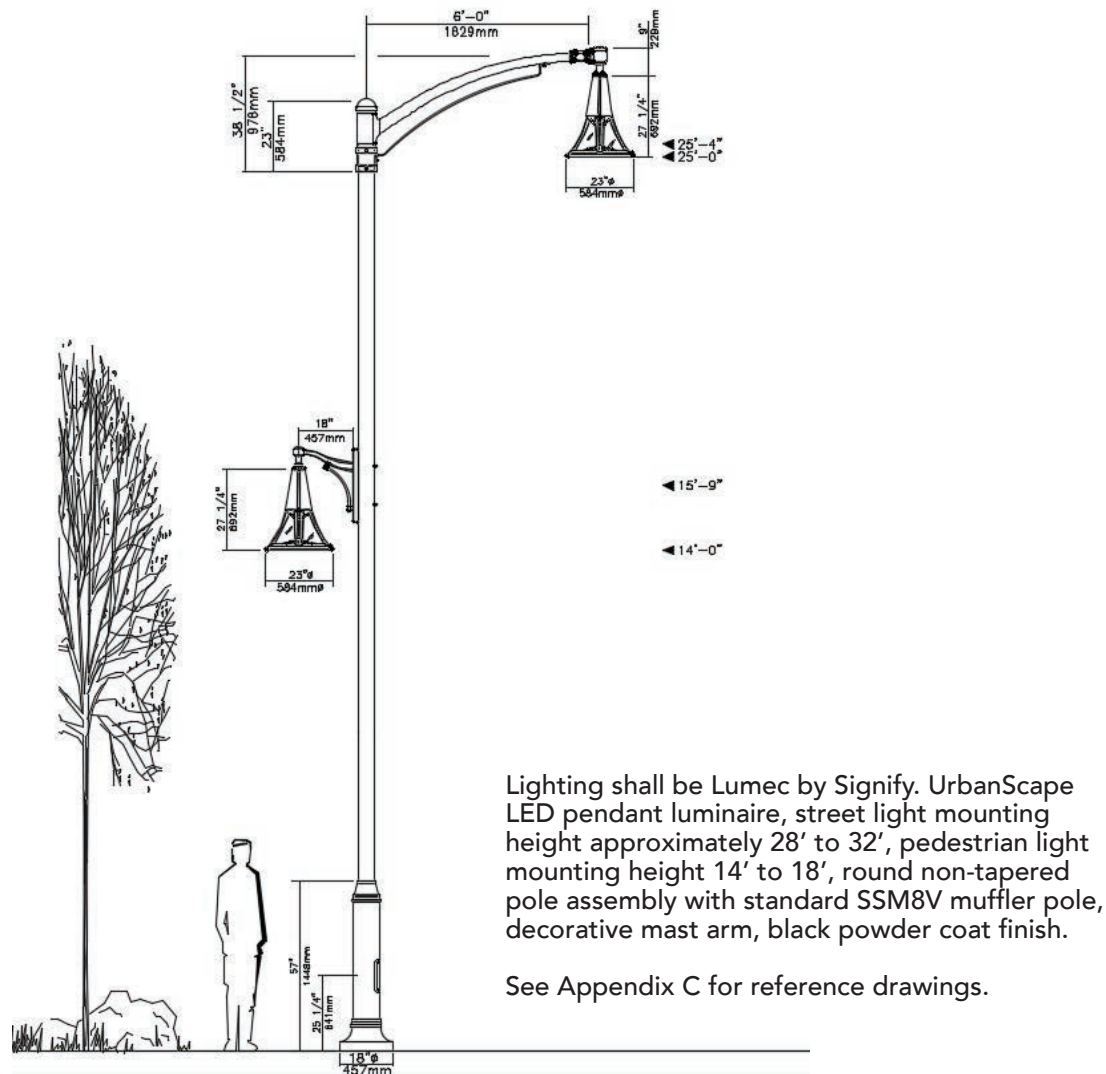 6'-0"
1829mm
9"
229mm
38 1/2"
978mm
23"
584mm
27 1/4"
692mm
◀25'-4"
◀25'-0"
23"ø
584mmø
18"
457mm
27 1/4"
692mm
◀15'-9"
◀14'-0"
23"ø
584mmø
Lighting shall be Lumec by Signify. UrbanScape
LED pendant luminaire, street light mounting
height approximately 28’ to 32’, pedestrian light
mounting height 14’ to 18’, round non-tapered
pole assembly with standard SSM8V muffler pole,
decorative mast arm, black powder coat finish.
See Appendix C for reference drawings.
57"
1448mm
25 1/4"
641mm
18"ø
457mm